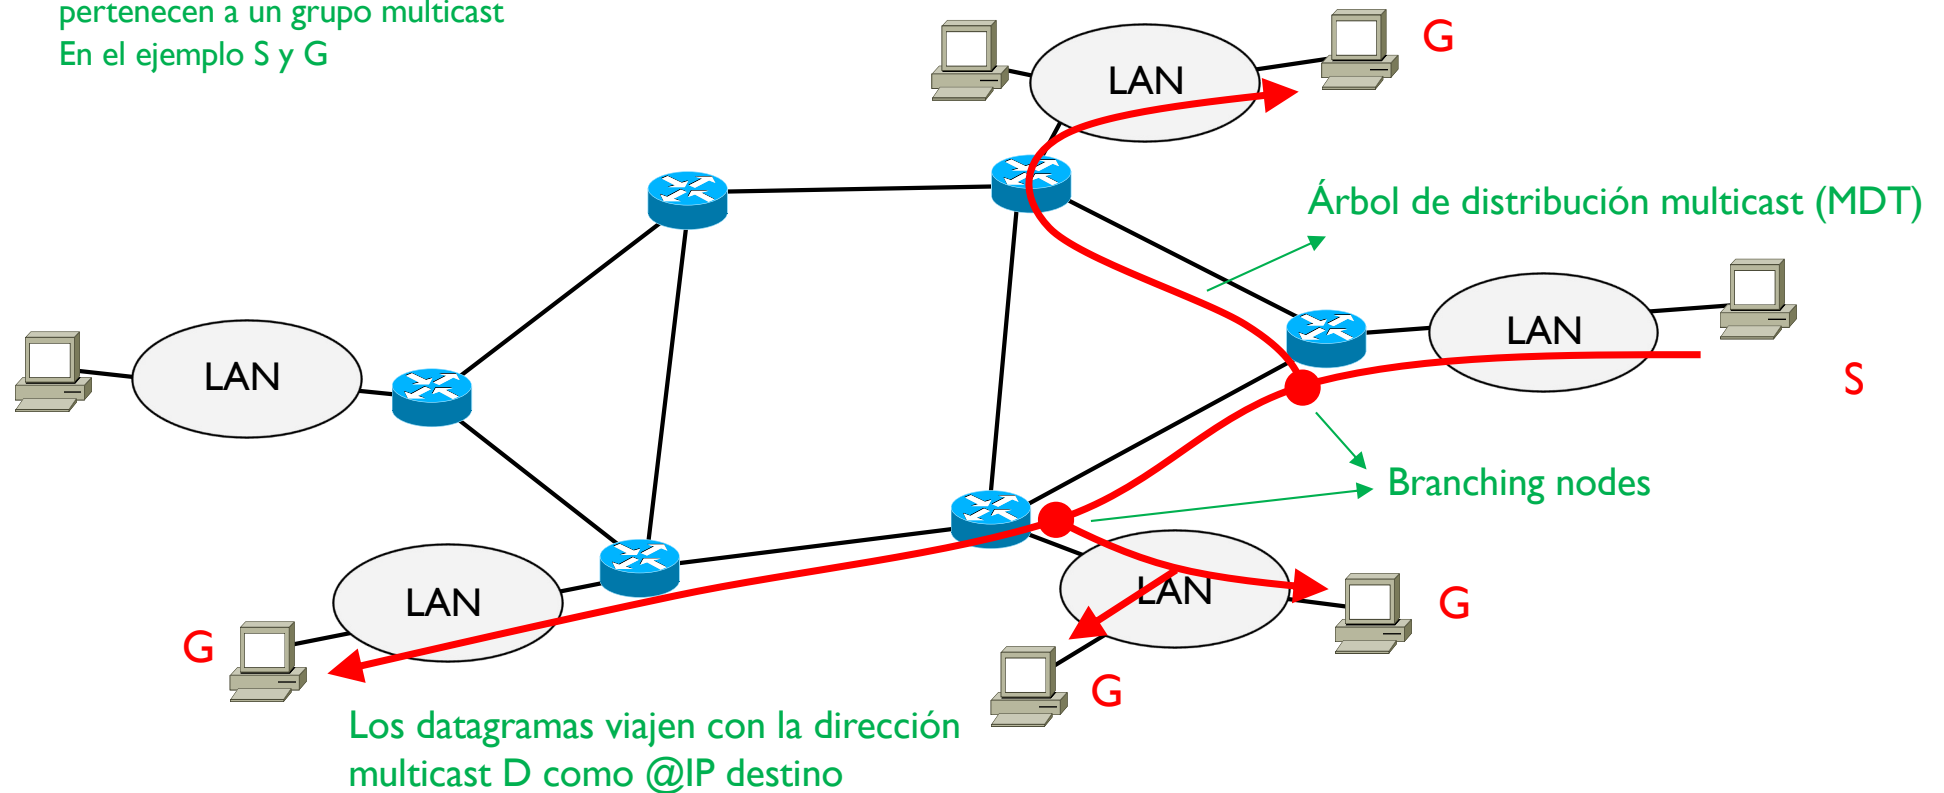 pertenecen a un grupo multicast
En el ejemplo S y G
G
LAN
Árbol de distribución multicast (MDT)
LAN
LAN
S
Branching nodes
LAN
LAN
G
G
G
Los datagramas viajen con la dirección
multicast D como @IP destino